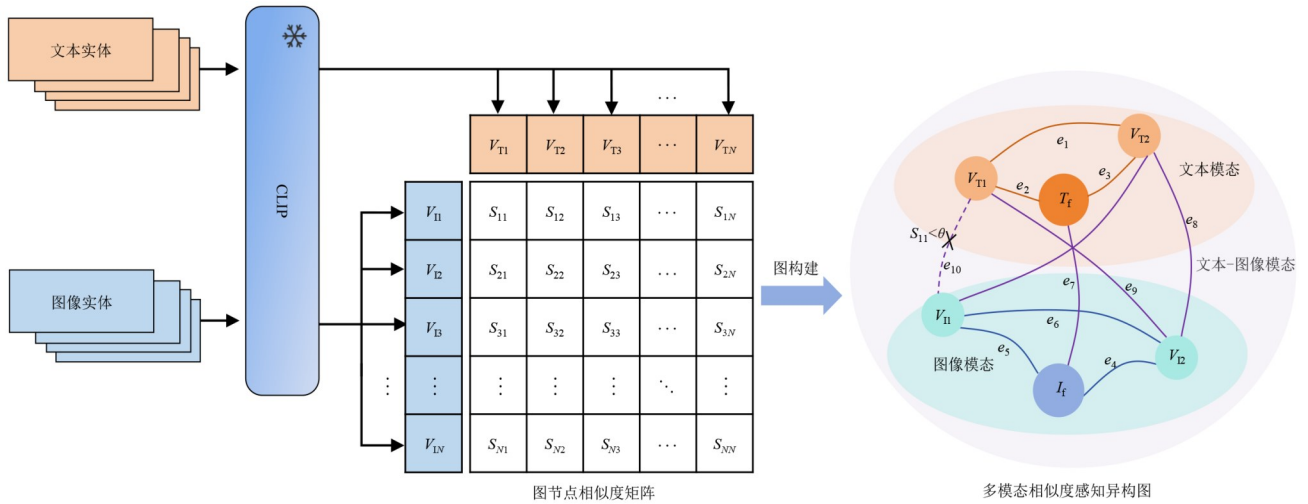 文本实体
图像实体
CLIP
...
V_T1 V_T2 V_T3 ... V_TN
V_I1 S_11 S_12 S_13 ... S_1N
V_I2 S_21 S_22 S_23 ... S_2N
V_I3 S_31 S_32 S_33 ... S_3N
⋮ ⋮ ⋮ ⋮ ⋮ ⋱ ⋮
V_IN S_N1 S_N2 S_N3 ... S_NN
图节点相似度矩阵
图构建
V_T2
e_1
V_T1
e_2
e_3
T_f
文本模态
e_8
S_11<θ
e_10
文本-图像模态
e_7
e_9
V_I1
e_6
e_5
e_4
V_I2
图像模态
I_f
多模态相似度感知异构图